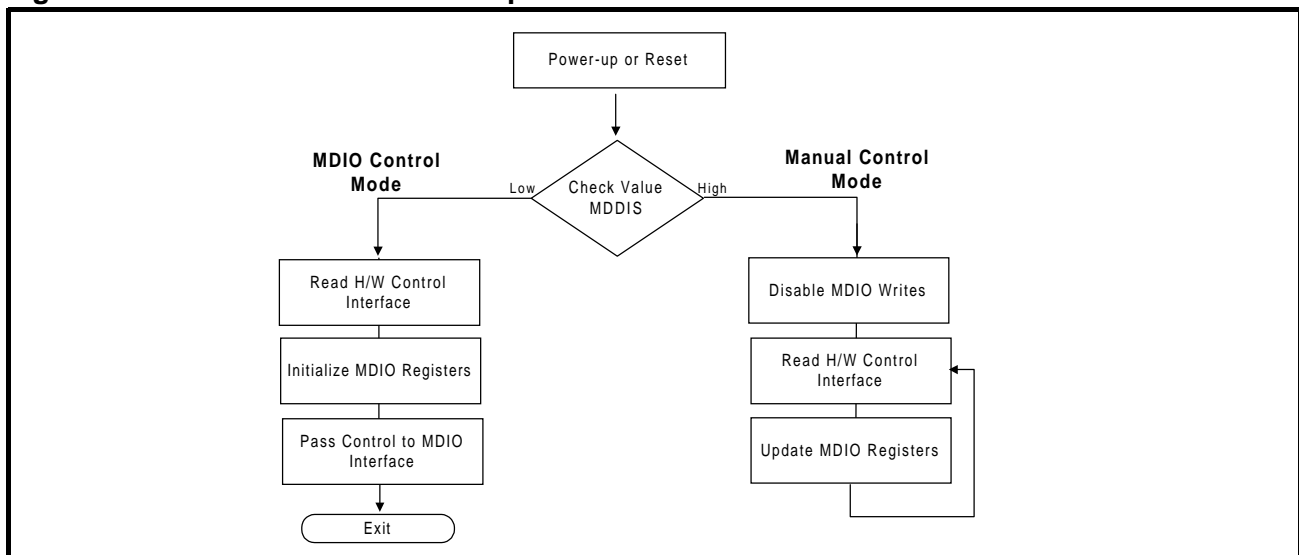 Power-up or Reset
MDIO Control
Mode
Manual Control
Mode
Low
Check Value
MDDIS
High
Read H/W Control
Interface
Initialize MDIO Registers
Pass Control to MDIO
Interface
Exit
Disable MDIO Writes
Read H/W Control
Interface
Update MDIO Registers